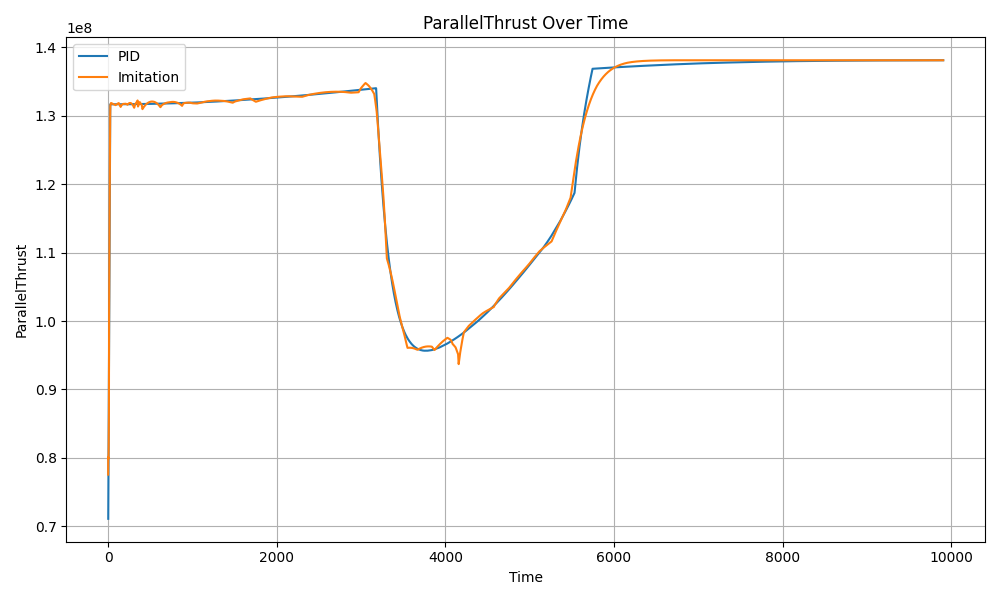 ParallelThrust Over Time
1e8
PID
Imitation
1.4
1.3
1.2
1.1
1.0
0.9
0.8
0.7
ParallelThrust
0 2000 4000 6000 8000 10000
Time